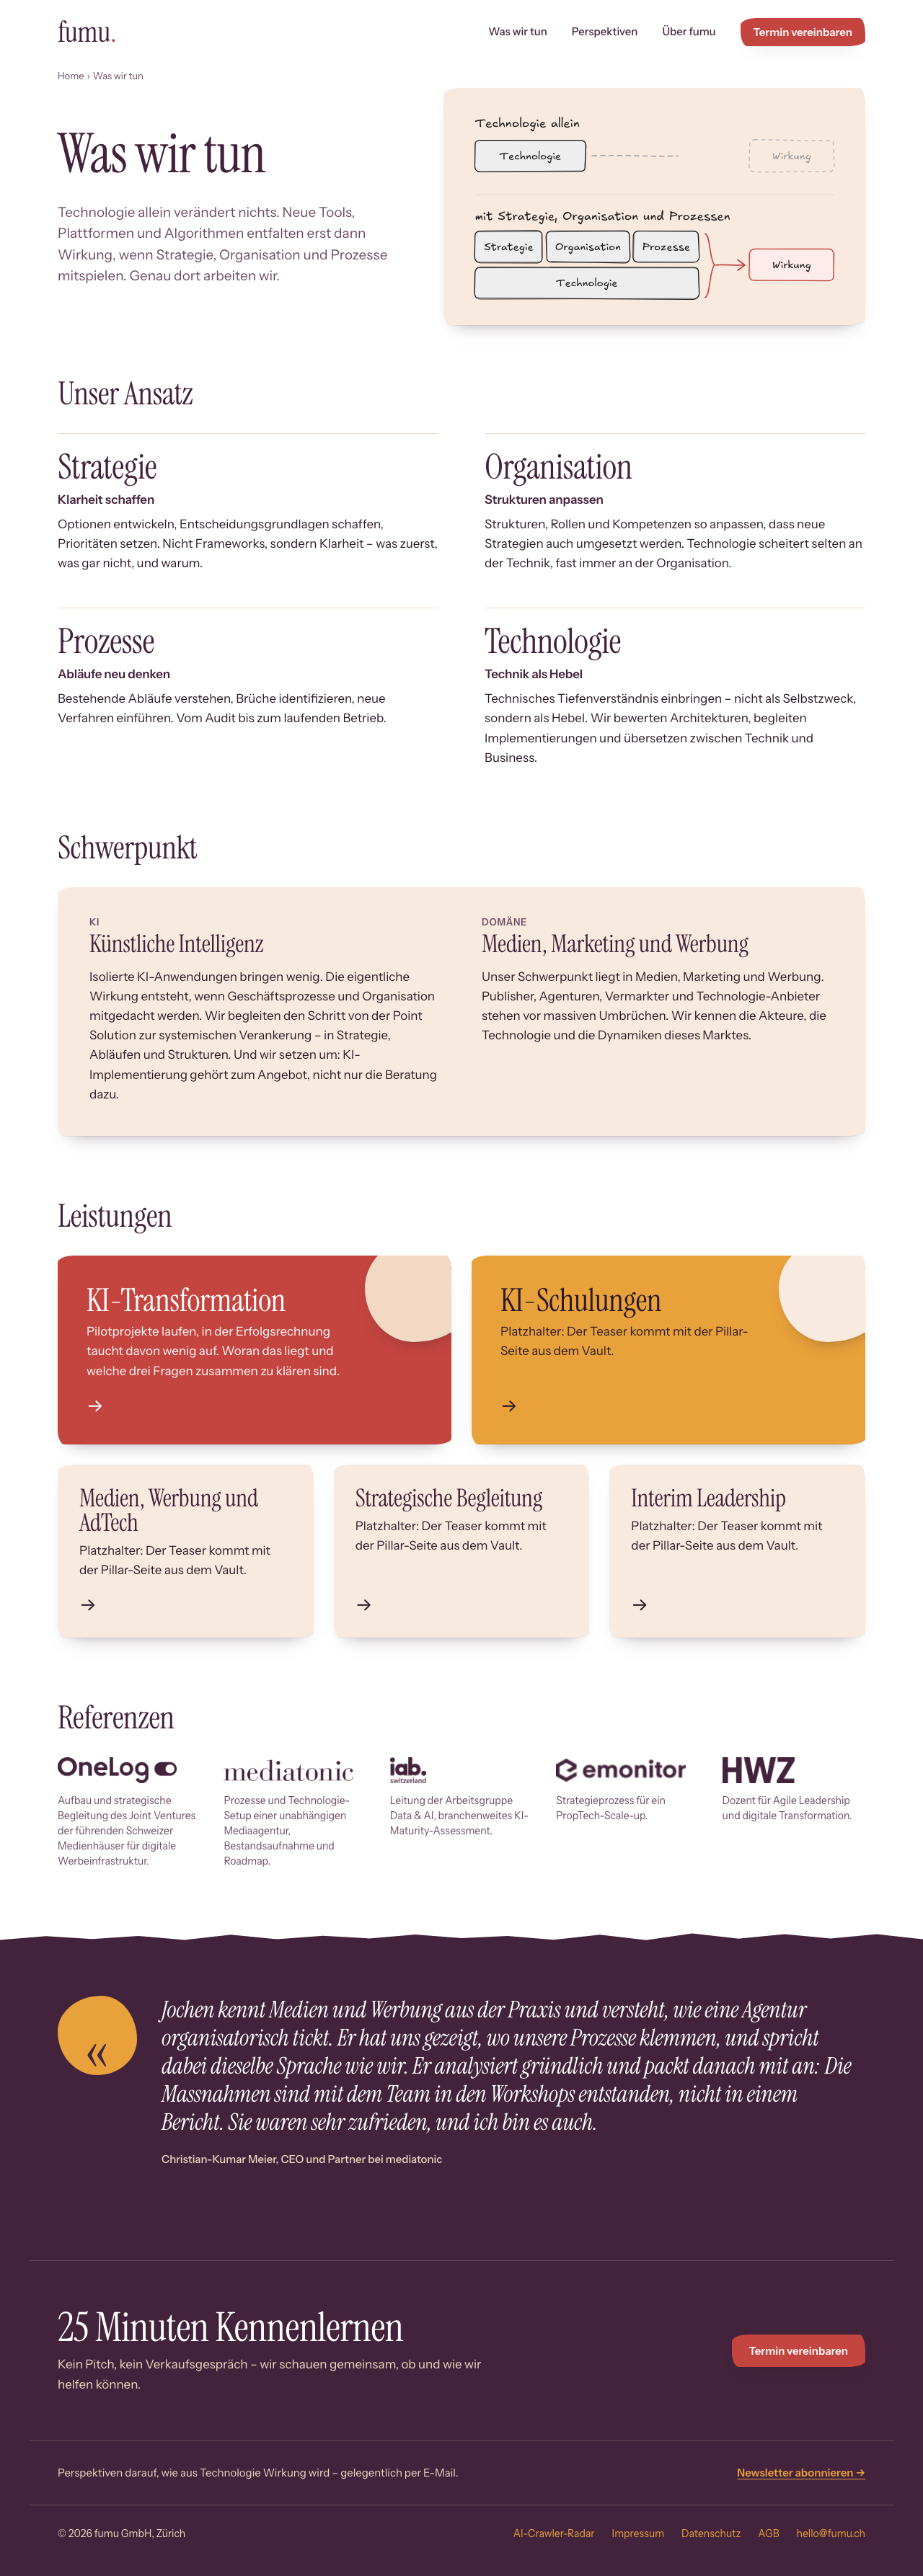 fumu.
Was wir tun
Perspektiven
Über fumu
Termin vereinbaren
Home › Was wir tun
Was wir tun
Technologie allein verändert nichts. Neue Tools,
Plattformen und Algorithmen entfalten erst dann
Wirkung, wenn Strategie, Organisation und Prozesse
mitspielen. Genau dort arbeiten wir.
Technologie allein
Technologie
Wirkung
mit Strategie, Organisation und Prozessen
Strategie
Organisation
Prozesse
Technologie
Wirkung
Unser Ansatz
Strategie
Klarheit schaffen
Optionen entwickeln, Entscheidungsgrundlagen schaffen,
Prioritäten setzen. Nicht Frameworks, sondern Klarheit – was zuerst,
was gar nicht, und warum.
Organisation
Strukturen anpassen
Strukturen, Rollen und Kompetenzen so anpassen, dass neue
Strategien auch umgesetzt werden. Technologie scheitert selten an
der Technik, fast immer an der Organisation.
Prozesse
Abläufe neu denken
Bestehende Abläufe verstehen, Brüche identifizieren, neue
Verfahren einführen. Vom Audit bis zum laufenden Betrieb.
Technologie
Technik als Hebel
Technisches Tiefenverständnis einbringen – nicht als Selbstzweck,
sondern als Hebel. Wir bewerten Architekturen, begleiten
Implementierungen und übersetzen zwischen Technik und
Business.
Schwerpunkt
KI
Künstliche Intelligenz
Isolierte KI-Anwendungen bringen wenig. Die eigentliche
Wirkung entsteht, wenn Geschäftsprozesse und Organisation
mitgedacht werden. Wir begleiten den Schritt von der Point
Solution zur systemischen Verankerung – in Strategie,
Abläufen und Strukturen. Und wir setzen um: KI-
Implementierung gehört zum Angebot, nicht nur die Beratung
dazu.
DOMÄNE
Medien, Marketing und Werbung
Unser Schwerpunkt liegt in Medien, Marketing und Werbung.
Publisher, Agenturen, Vermarkter und Technologie-Anbieter
stehen vor massiven Umbrüchen. Wir kennen die Akteure, die
Technologie und die Dynamiken dieses Marktes.
Leistungen
KI-Transformation
Pilotprojekte laufen, in der Erfolgsrechnung
taucht davon wenig auf. Woran das liegt und
welche drei Fragen zusammen zu klären sind.
→
KI-Schulungen
Platzhalter: Der Teaser kommt mit der Pillar-
Seite aus dem Vault.
→
Medien, Werbung und
AdTech
Platzhalter: Der Teaser kommt mit
der Pillar-Seite aus dem Vault.
→
Strategische Begleitung
Platzhalter: Der Teaser kommt mit
der Pillar-Seite aus dem Vault.
→
Interim Leadership
Platzhalter: Der Teaser kommt mit
der Pillar-Seite aus dem Vault.
→
Referenzen
OneLog
Aufbau und strategische
Begleitung des Joint Ventures
der führenden Schweizer
Medienhäuser für digitale
Werbeinfrastruktur.
mediatonic
Prozesse und Technologie-
Setup einer unabhängigen
Mediaagentur,
Bestandsaufnahme und
Roadmap.
iab.
switzerland
Leitung der Arbeitsgruppe
Data & AI, branchenweites KI-
Maturity-Assessment.
emonitor
Strategieprozess für ein
PropTech-Scale-up.
HWZ
Dozent für Agile Leadership
und digitale Transformation.
«
Jochen kennt Medien und Werbung aus der Praxis und versteht, wie eine Agentur
organisatorisch tickt. Er hat uns gezeigt, wo unsere Prozesse klemmen, und spricht
dabei dieselbe Sprache wie wir. Er analysiert gründlich und packt danach mit an: Die
Massnahmen sind mit dem Team in den Workshops entstanden, nicht in einem
Bericht. Sie waren sehr zufrieden, und ich bin es auch.
Christian-Kumar Meier, CEO und Partner bei mediatonic
25 Minuten Kennenlernen
Kein Pitch, kein Verkaufsgespräch – wir schauen gemeinsam, ob und wie wir
helfen können.
Termin vereinbaren
Perspektiven darauf, wie aus Technologie Wirkung wird – gelegentlich per E-Mail.
Newsletter abonnieren →
© 2026 fumu GmbH, Zürich
AI-Crawler-Radar
Impressum
Datenschutz
AGB
hello@fumu.ch